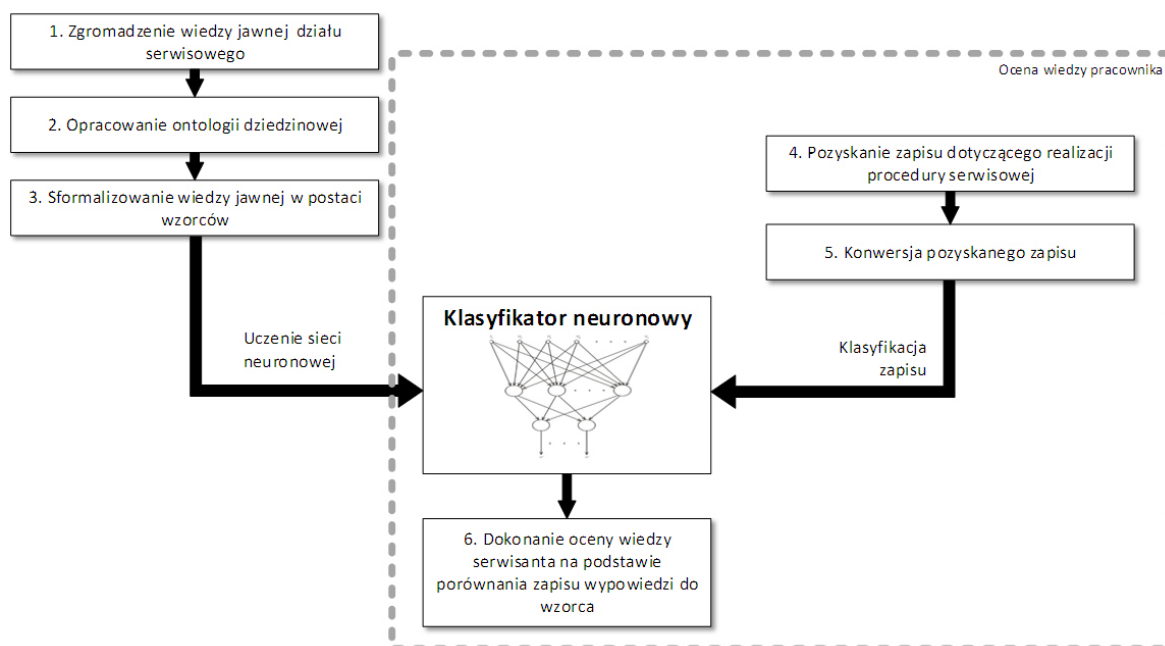 1. Zgromadzenie wiedzy jawnej działu
serwisowego
2. Opracowanie ontologii dziedzinowej
3. Sformalizowanie wiedzy jawnej w postaci
wzorców
Uczenie sieci
neuronowej
Ocena wiedzy pracownika
4. Pozyskanie zapisu dotyczącego realizacji
procedury serwisowej
5. Konwersja pozyskanego zapisu
Klasyfikacja
zapisu
Klasyfikator neuronowy
6. Dokonanie oceny wiedzy
serwisanta na podstawie
porównania zapisu wypowiedzi do
wzorca